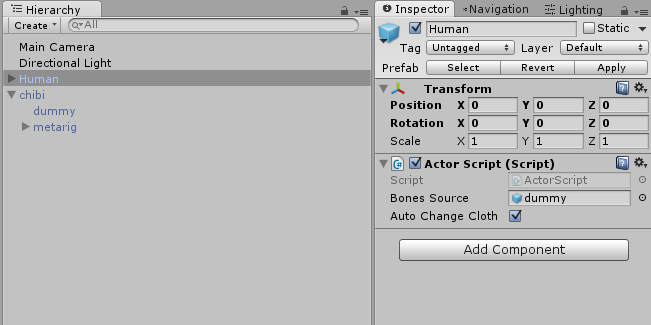 Hierarchy
Create All
Main Camera
Directional Light
Human
chibi
dummy
metarig
Inspector Navigation Lighting
Human Static
Tag Untagged Layer Default
Prefab Select Revert Apply
Transform
Position X 0 Y 0 Z 0
Rotation X 0 Y 0 Z 0
Scale X 1 Y 1 Z 1
Actor Script (Script)
Script ActorScript
Bones Source dummy
Auto Change Cloth
Add Component